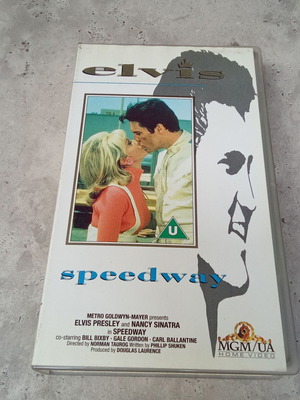 elvis
U
speedway
METRO GOLDWYN-MAYER presents
ELVIS PRESLEY and NANCY SINATRA
in SPEEDWAY
co-starring BILL BIXBY · GALE GORDON · CARL BALLANTINE
Directed by NORMAN TAUROG Written by PHILLIP SHUKEN
Produced by DOUGLAS LAURENCE
MGM/UA
HOME VIDEO